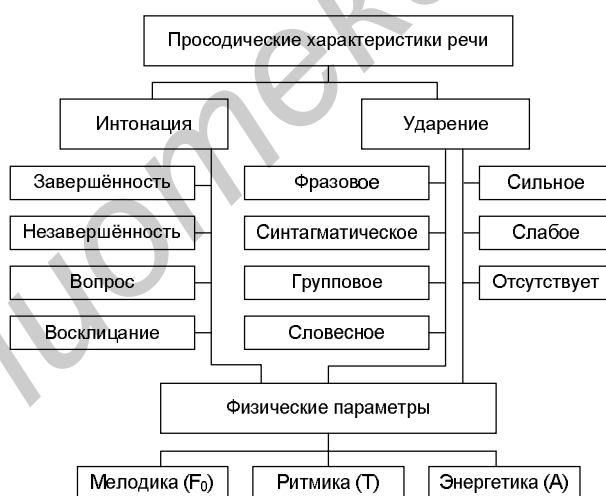 Просодические характеристики речи
Интонация
Ударение
Завершённость
Фразовое
Сильное
Незавершённость
Синтагматическое
Слабое
Вопрос
Групповое
Отсутствует
Восклицание
Словесное
Физические параметры
Мелодика (F₀)
Ритмика (T)
Энергетика (A)